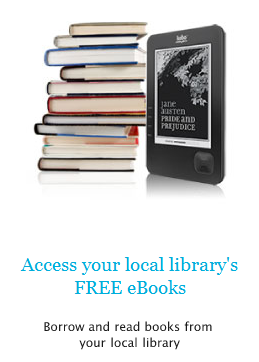 kobo
jane
austen
PRIDE AND
PREJUDICE
Access your local library's
FREE eBooks
Borrow and read books from
your local library